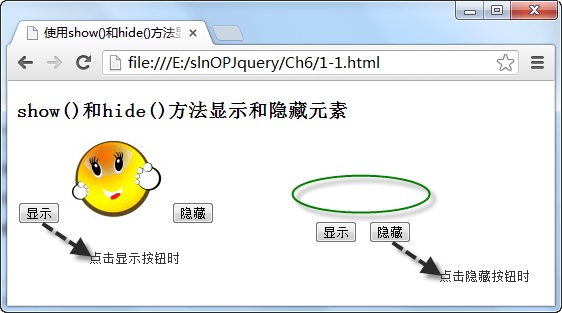 使用show()和hide()方法显
file:///E:/slnOPJquery/Ch6/1-1.html
show()和hide()方法显示和隐藏元素
显示 隐藏
显示 隐藏
点击显示按钮时
点击隐藏按钮时